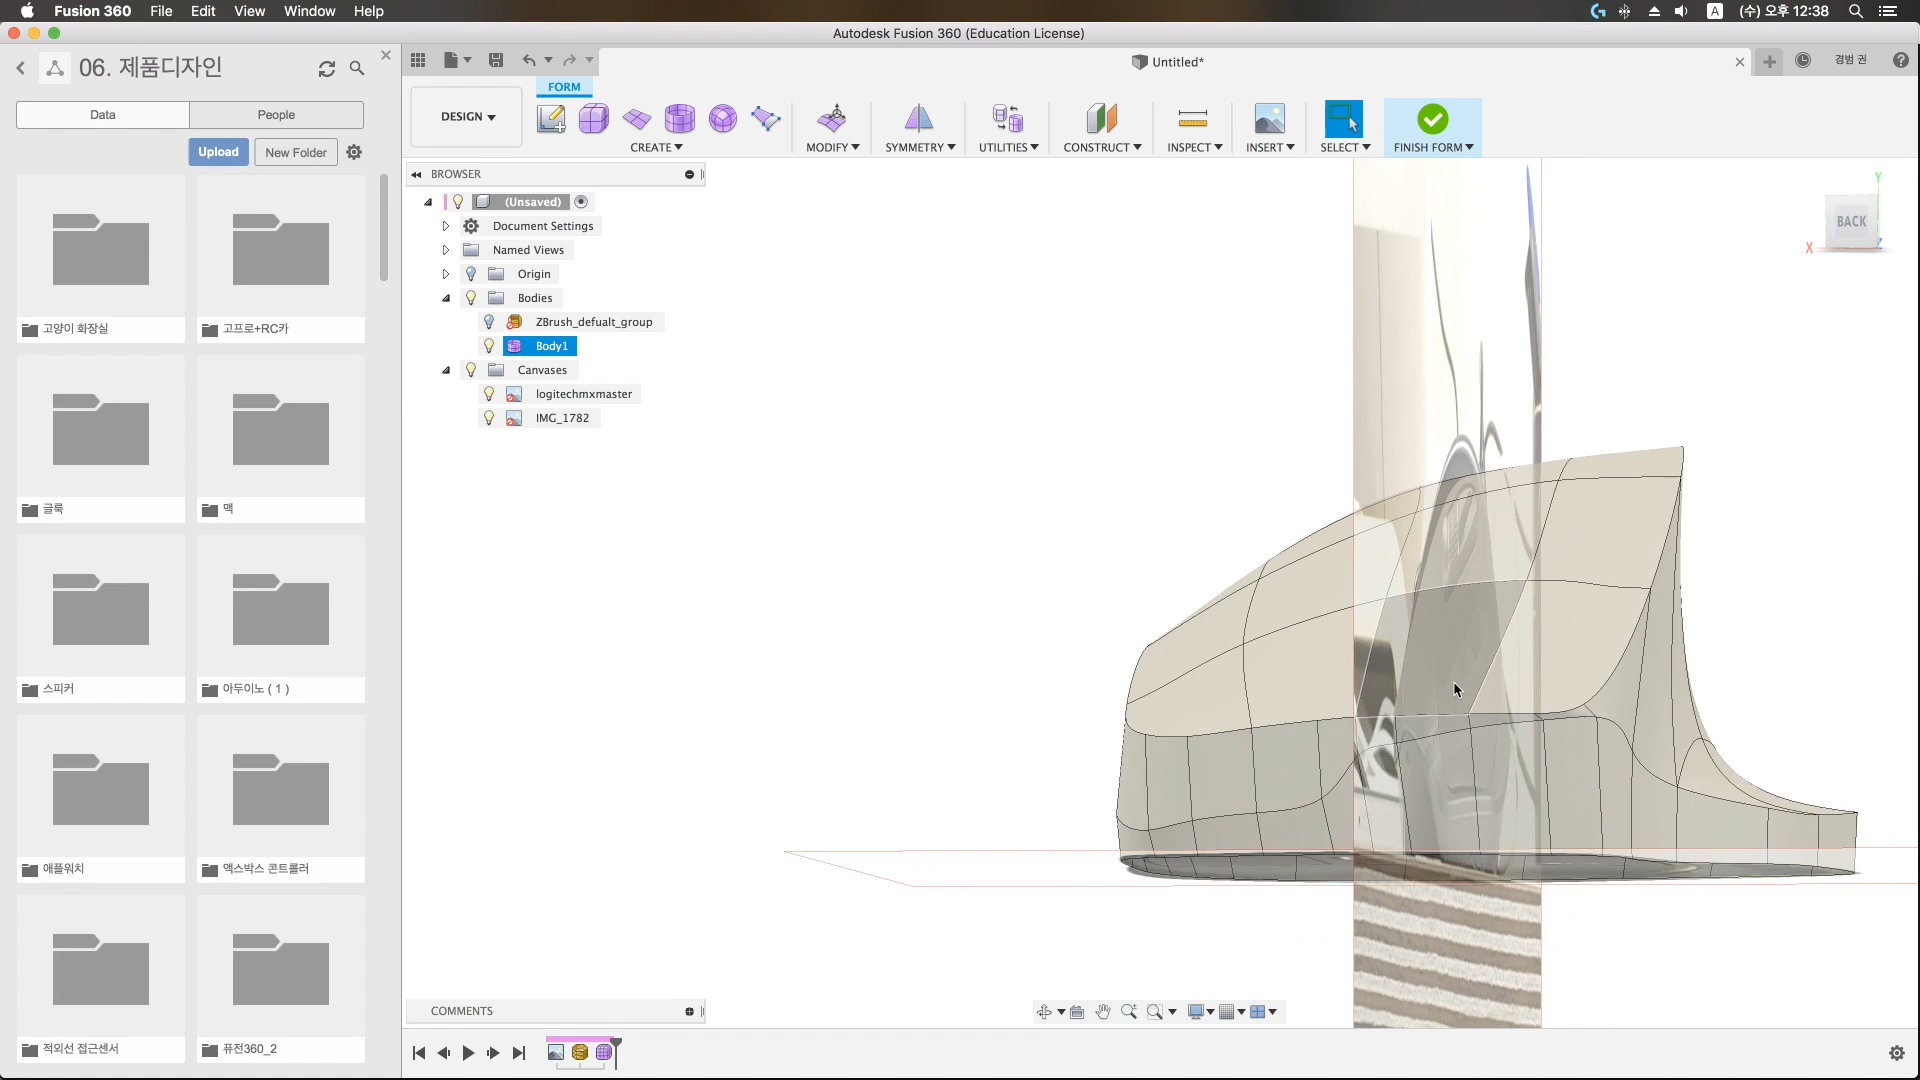 Fusion 360 File Edit View Window Help
A (수) 오후 12:38
Autodesk Fusion 360 (Education License)
06. 제품디자인
Untitled*
경범 권
Data People
Upload New Folder
FORM
DESIGN
CREATE MODIFY SYMMETRY UTILITIES CONSTRUCT INSPECT INSERT SELECT FINISH FORM
BROWSER
(Unsaved)
Document Settings
Named Views
Origin
Bodies
ZBrush_defualt_group
Body1
Canvases
logitechmxmaster
IMG_1782
Y
BACK
X
Z
고양이 화장실
고프로+RC카
글룩
맥
스피커
아두이노 ( 1 )
애플워치
액스박스 콘트롤러
적외선 접근센서
퓨전360_2
COMMENTS